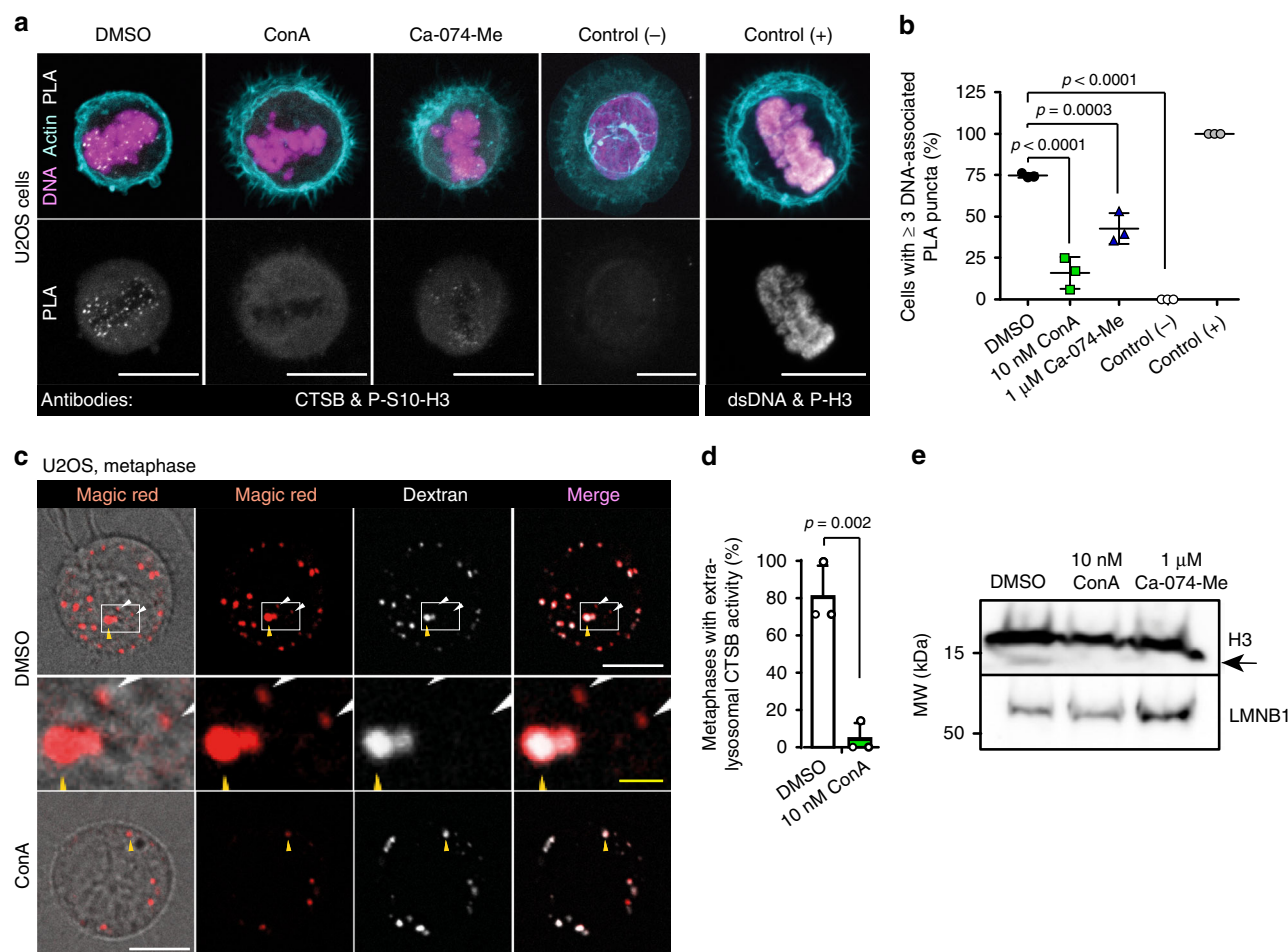 a
DMSO ConA Ca-074-Me Control (–) Control (+)
DNA Actin PLA
PLA
U2OS cells
Antibodies: CTSB & P-S10-H3 dsDNA & P-H3
b
p < 0.0001
p = 0.0003
p < 0.0001
Cells with ≥ 3 DNA-associated
PLA puncta (%)
125
100
75
50
25
0
DMSO
10 nM ConA
1 μM Ca-074-Me
Control (–)
Control (+)
c
U2OS, metaphase
Magic red Magic red Dextran Merge
DMSO
ConA
d
p = 0.002
Metaphases with extra-
lysosomal CTSB activity (%)
100
80
60
40
20
0
DMSO
10 nM ConA
e
DMSO
10 nM
ConA
1 μM
Ca-074-Me
MW (kDa)
15
50
H3
LMNB1